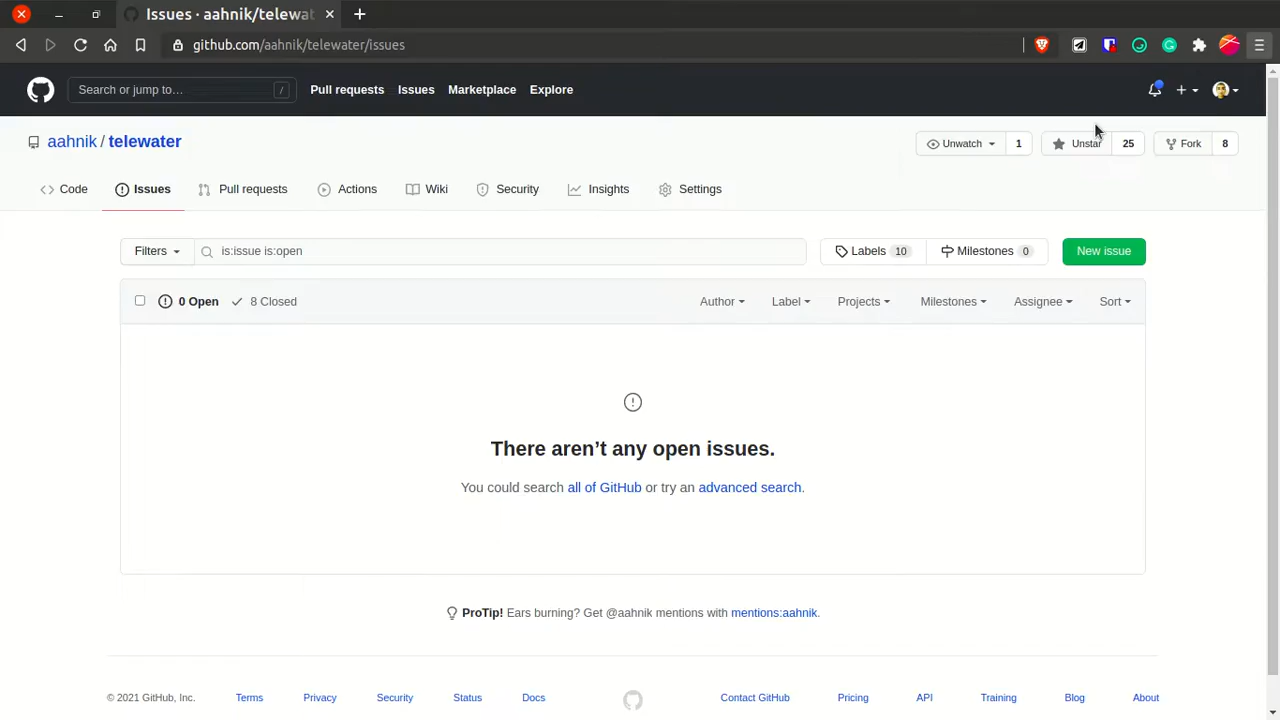 Issues · aahnik/telewat
github.com/aahnik/telewater/issues
Search or jump to… /
Pull requests Issues Marketplace Explore
aahnik / telewater
Unwatch 1 Unstar 25 Fork 8
Code Issues Pull requests Actions Wiki Security Insights Settings
Filters is:issue is:open Labels 10 Milestones 0 New issue
0 Open 8 Closed Author Label Projects Milestones Assignee Sort
There aren’t any open issues.
You could search all of GitHub or try an advanced search.
ProTip! Ears burning? Get @aahnik mentions with mentions:aahnik.
© 2021 GitHub, Inc. Terms Privacy Security Status Docs Contact GitHub Pricing API Training Blog About